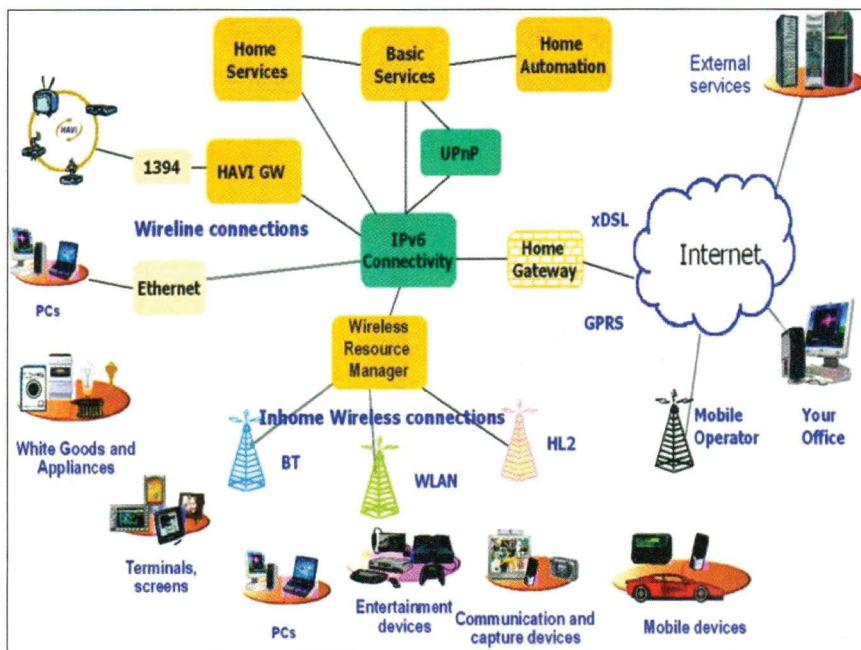 Home
Services
Basic
Services
Home
Automation
External
services
HAVi
1394
HAVI GW
UPnP
Wireline connections
IPv6
Connectivity
Home
Gateway
xDSL
Internet
PCs
Ethernet
GPRS
Wireless
Resource
Manager
White Goods and
Appliances
Inhome Wireless connections
BT
WLAN
HL2
Mobile
Operator
Your
Office
Terminals,
screens
PCs
Entertainment
devices
Communication and
capture devices
Mobile devices